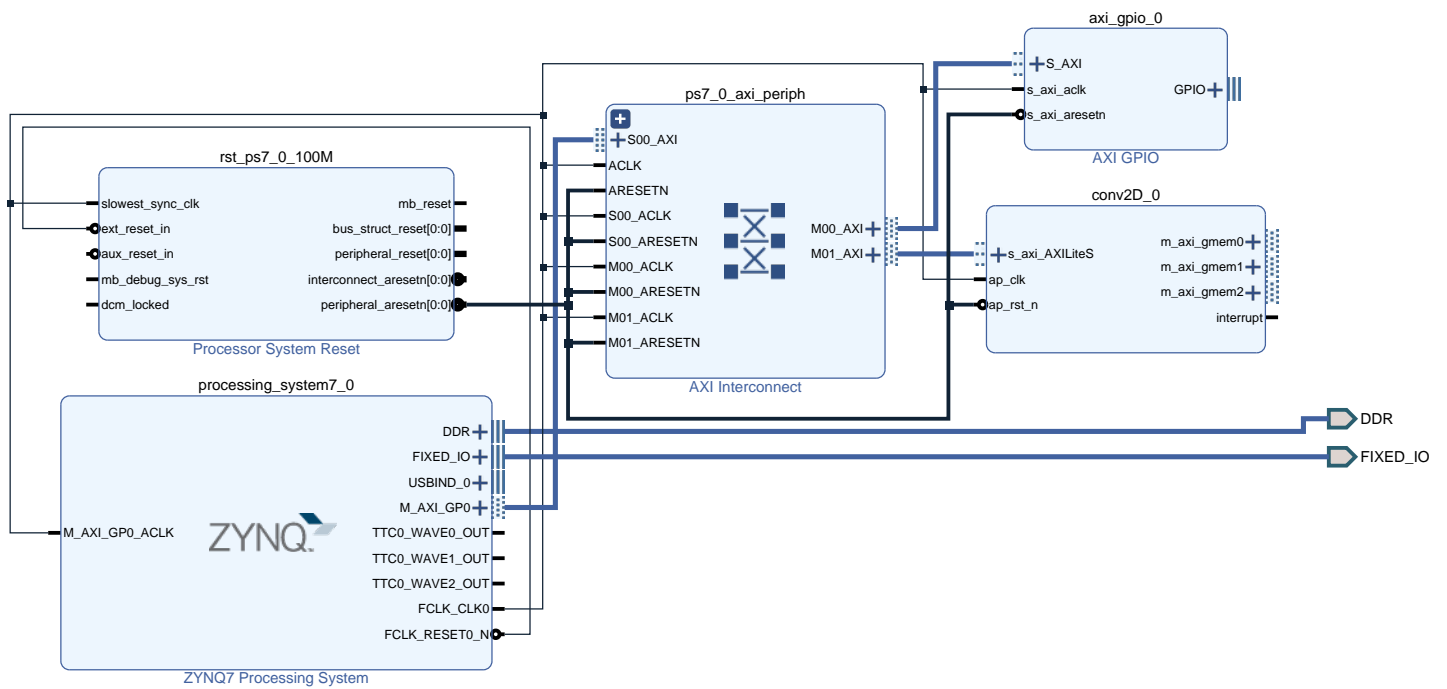 axi_gpio_0
S_AXI
s_axi_aclk
s_axi_aresetn
GPIO
AXI GPIO
ps7_0_axi_periph
S00_AXI
ACLK
ARESETN
S00_ACLK
S00_ARESETN
M00_ACLK
M00_ARESETN
M01_ACLK
M01_ARESETN
M00_AXI
M01_AXI
AXI Interconnect
rst_ps7_0_100M
slowest_sync_clk
ext_reset_in
aux_reset_in
mb_debug_sys_rst
dcm_locked
mb_reset
bus_struct_reset[0:0]
peripheral_reset[0:0]
interconnect_aresetn[0:0]
peripheral_aresetn[0:0]
Processor System Reset
conv2D_0
s_axi_AXILiteS
ap_clk
ap_rst_n
m_axi_gmem0
m_axi_gmem1
m_axi_gmem2
interrupt
processing_system7_0
M_AXI_GP0_ACLK
ZYNQ
DDR
FIXED_IO
USBIND_0
M_AXI_GP0
TTC0_WAVE0_OUT
TTC0_WAVE1_OUT
TTC0_WAVE2_OUT
FCLK_CLK0
FCLK_RESET0_N
ZYNQ7 Processing System
DDR
FIXED_IO